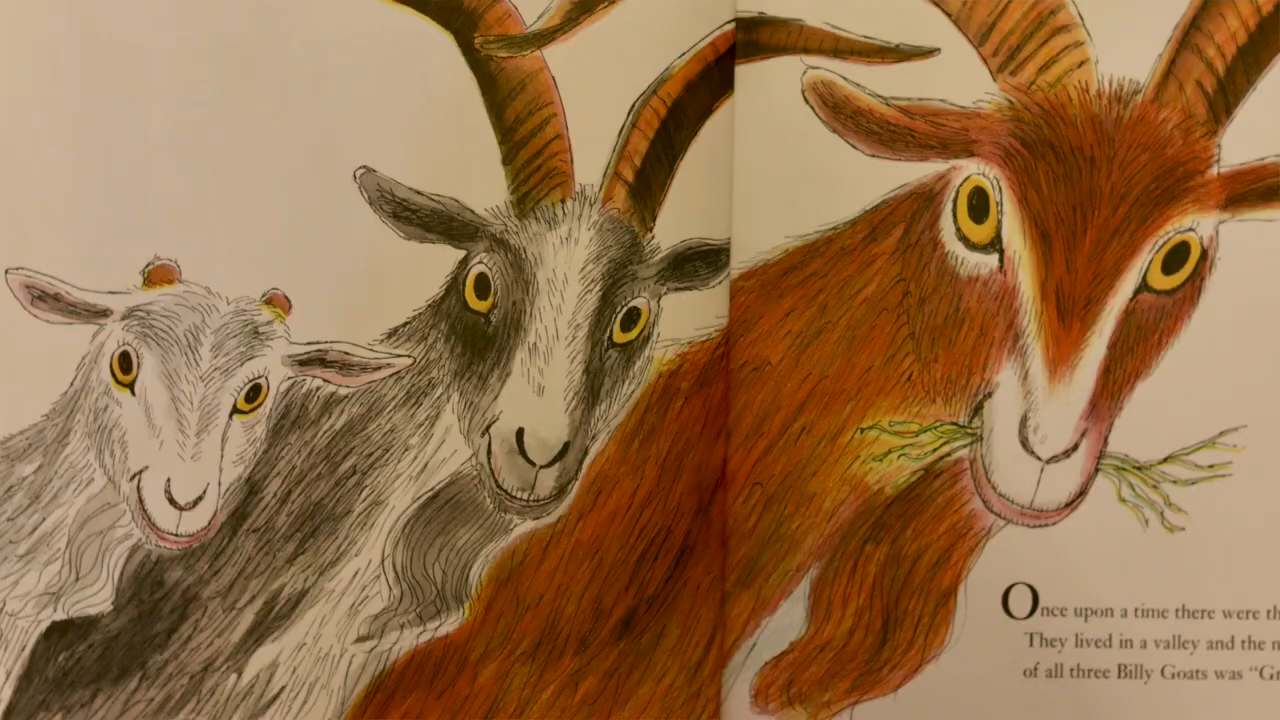 Once upon a time there were th
They lived in a valley and the n
of all three Billy Goats was “Gr